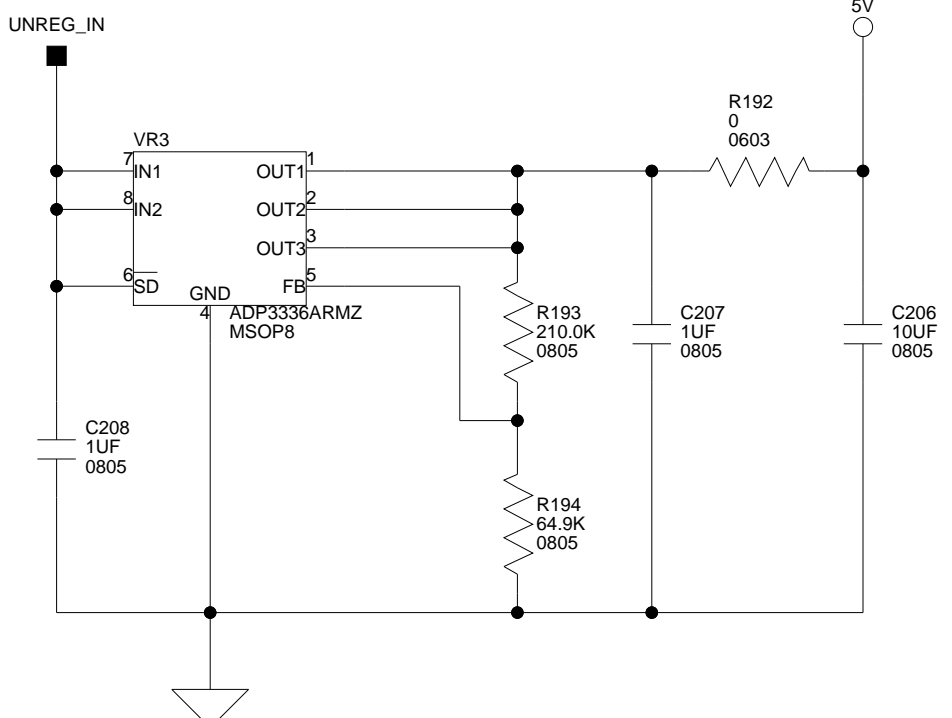 UNREG_IN
5V
R192
0
0603
VR3
7
IN1
OUT1
1
8
IN2
OUT2
2
OUT3
3
6
SD
FB
5
GND
4
ADP3336ARMZ
MSOP8
R193
210.0K
0805
C207
1UF
0805
C206
10UF
0805
C208
1UF
0805
R194
64.9K
0805